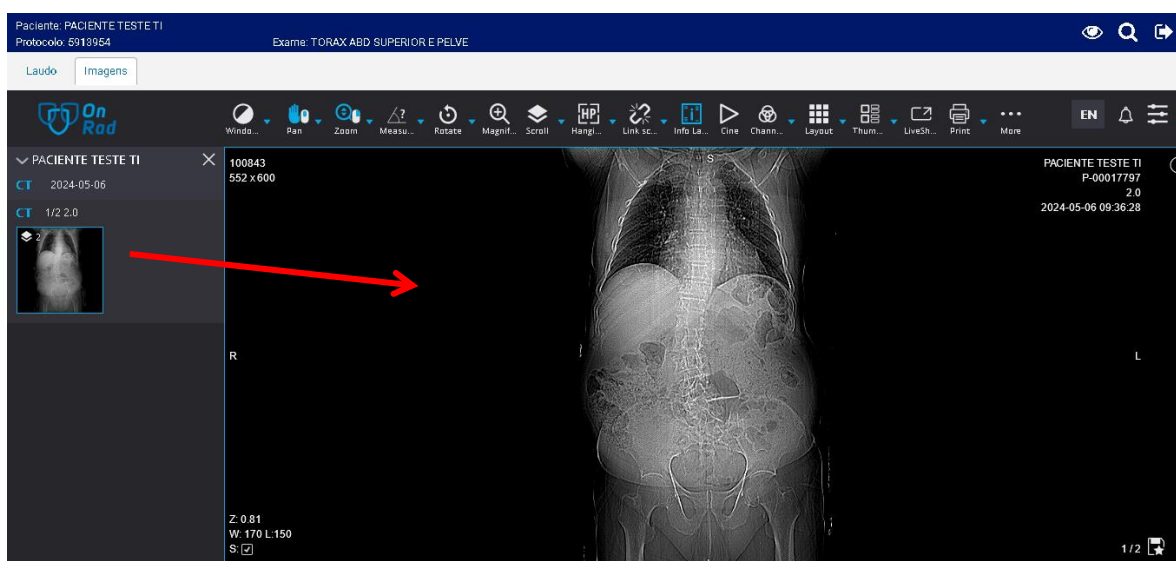 Paciente: PACIENTE TESTE TI
Protocolo: 5913954
Exame: TORAX ABD SUPERIOR E PELVE
Laudo
Imagens
On
Rad
HP
Windo...
Pan
Zoom
Measu...
Rotate
Magnif...
Scroll
Hangi...
Link sc...
Info La...
Cine
Chann...
Layout
Thum...
LiveSh...
Print
More
EN
PACIENTE TESTE TI
CT 2024-05-06
CT 1/2 2.0
2
100843
552 x 600
S
PACIENTE TESTE TI
P-00017797
2.0
2024-05-06 09:36:28
R
L
Z: 0.81
W: 170 L:150
S:
1/2